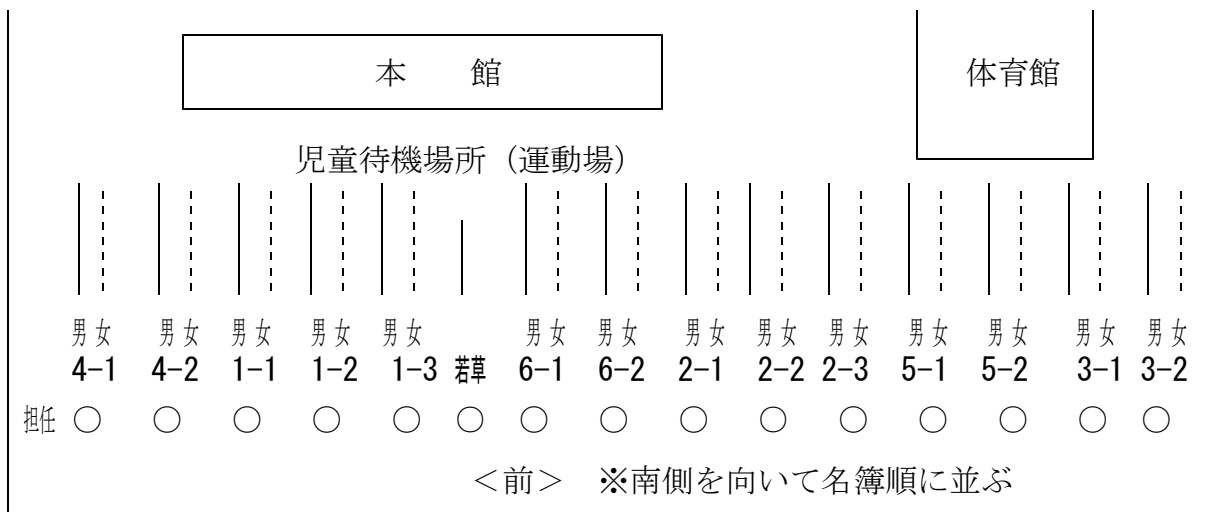 本 館
体育館
児童待機場所（運動場）
男 女 男 女 男 女 男 女 男 女 男 女 男 女 男 女 男 女 男 女 男 女 男 女 男 女 男 女
4-1 4-2 1-1 1-2 1-3 若草 6-1 6-2 2-1 2-2 2-3 5-1 5-2 3-1 3-2
担任 ○ ○ ○ ○ ○ ○ ○ ○ ○ ○ ○ ○ ○ ○ ○
＜前＞ ※南側を向いて名簿順に並ぶ